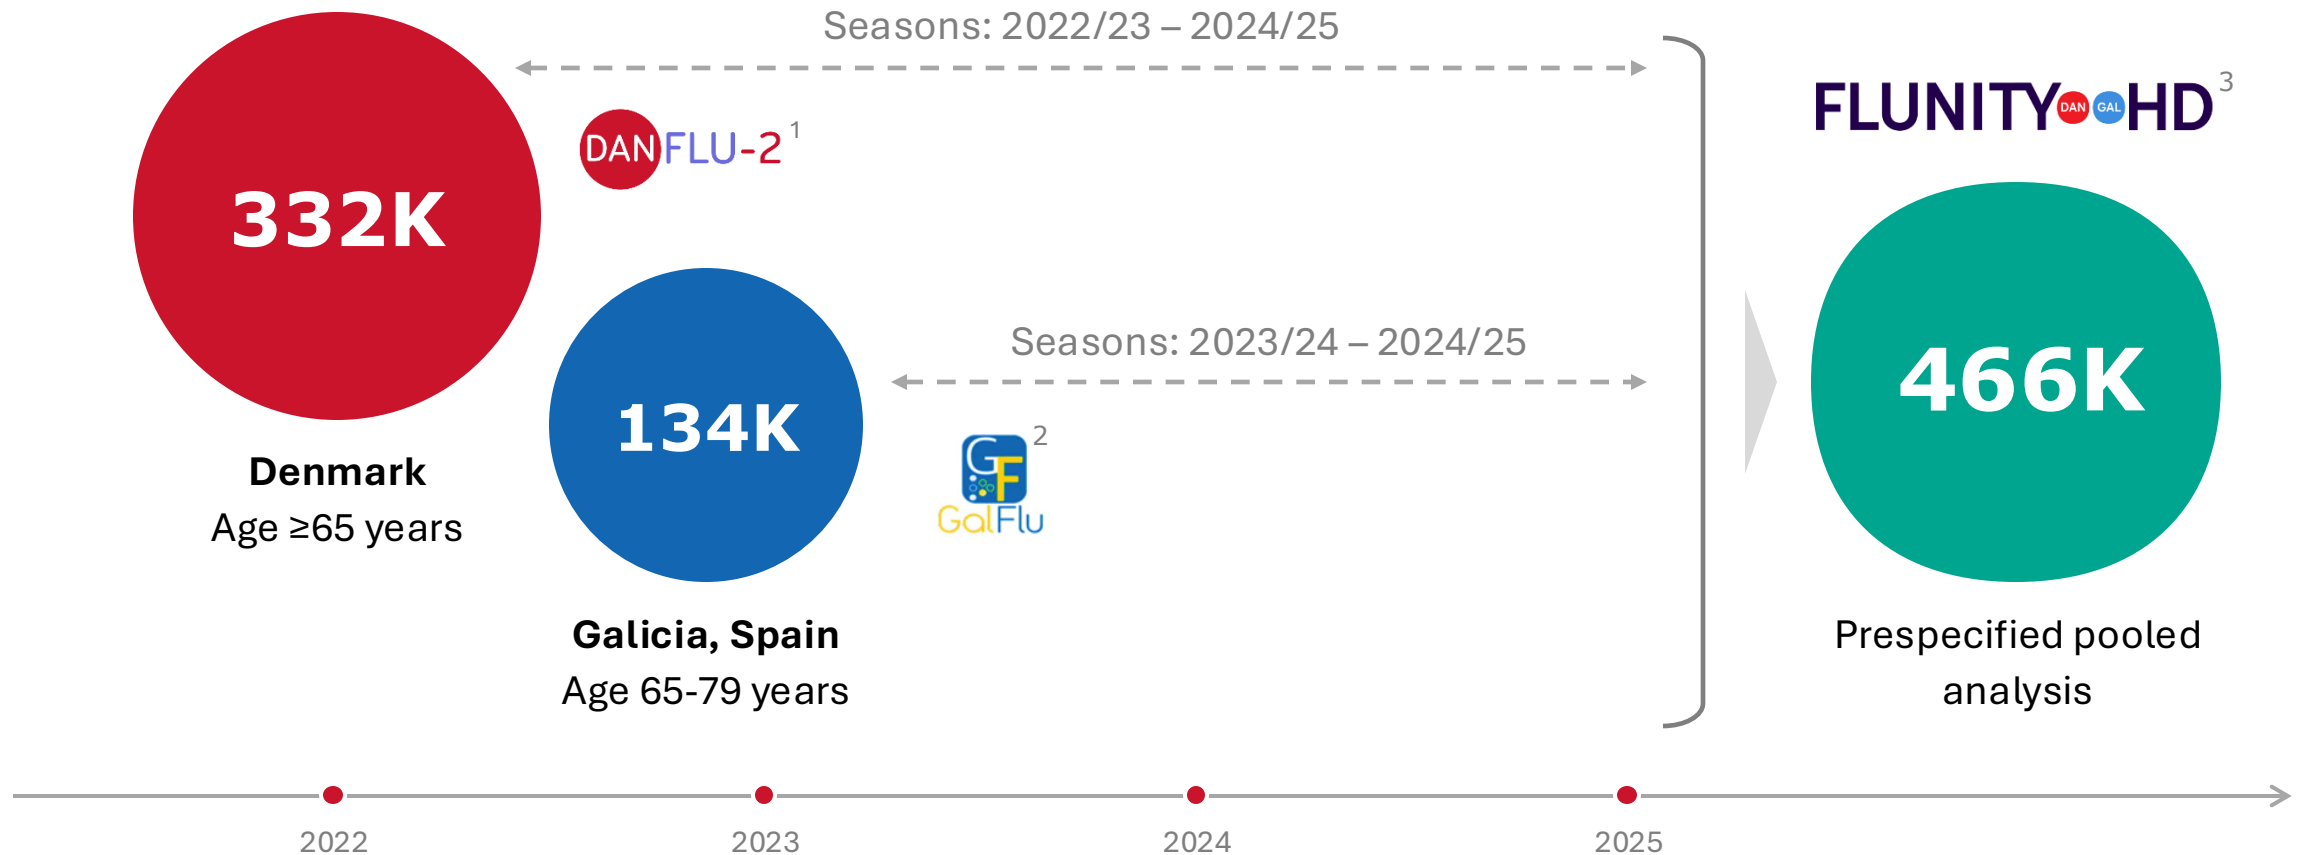 Seasons: 2022/23 – 2024/25
DANFLU-2 1
332K
Denmark
Age ≥65 years
Seasons: 2023/24 – 2024/25
134K
GF 2
GalFlu
Galicia, Spain
Age 65-79 years
FLUNITY DAN GAL HD 3
466K
Prespecified pooled
analysis
2022
2023
2024
2025